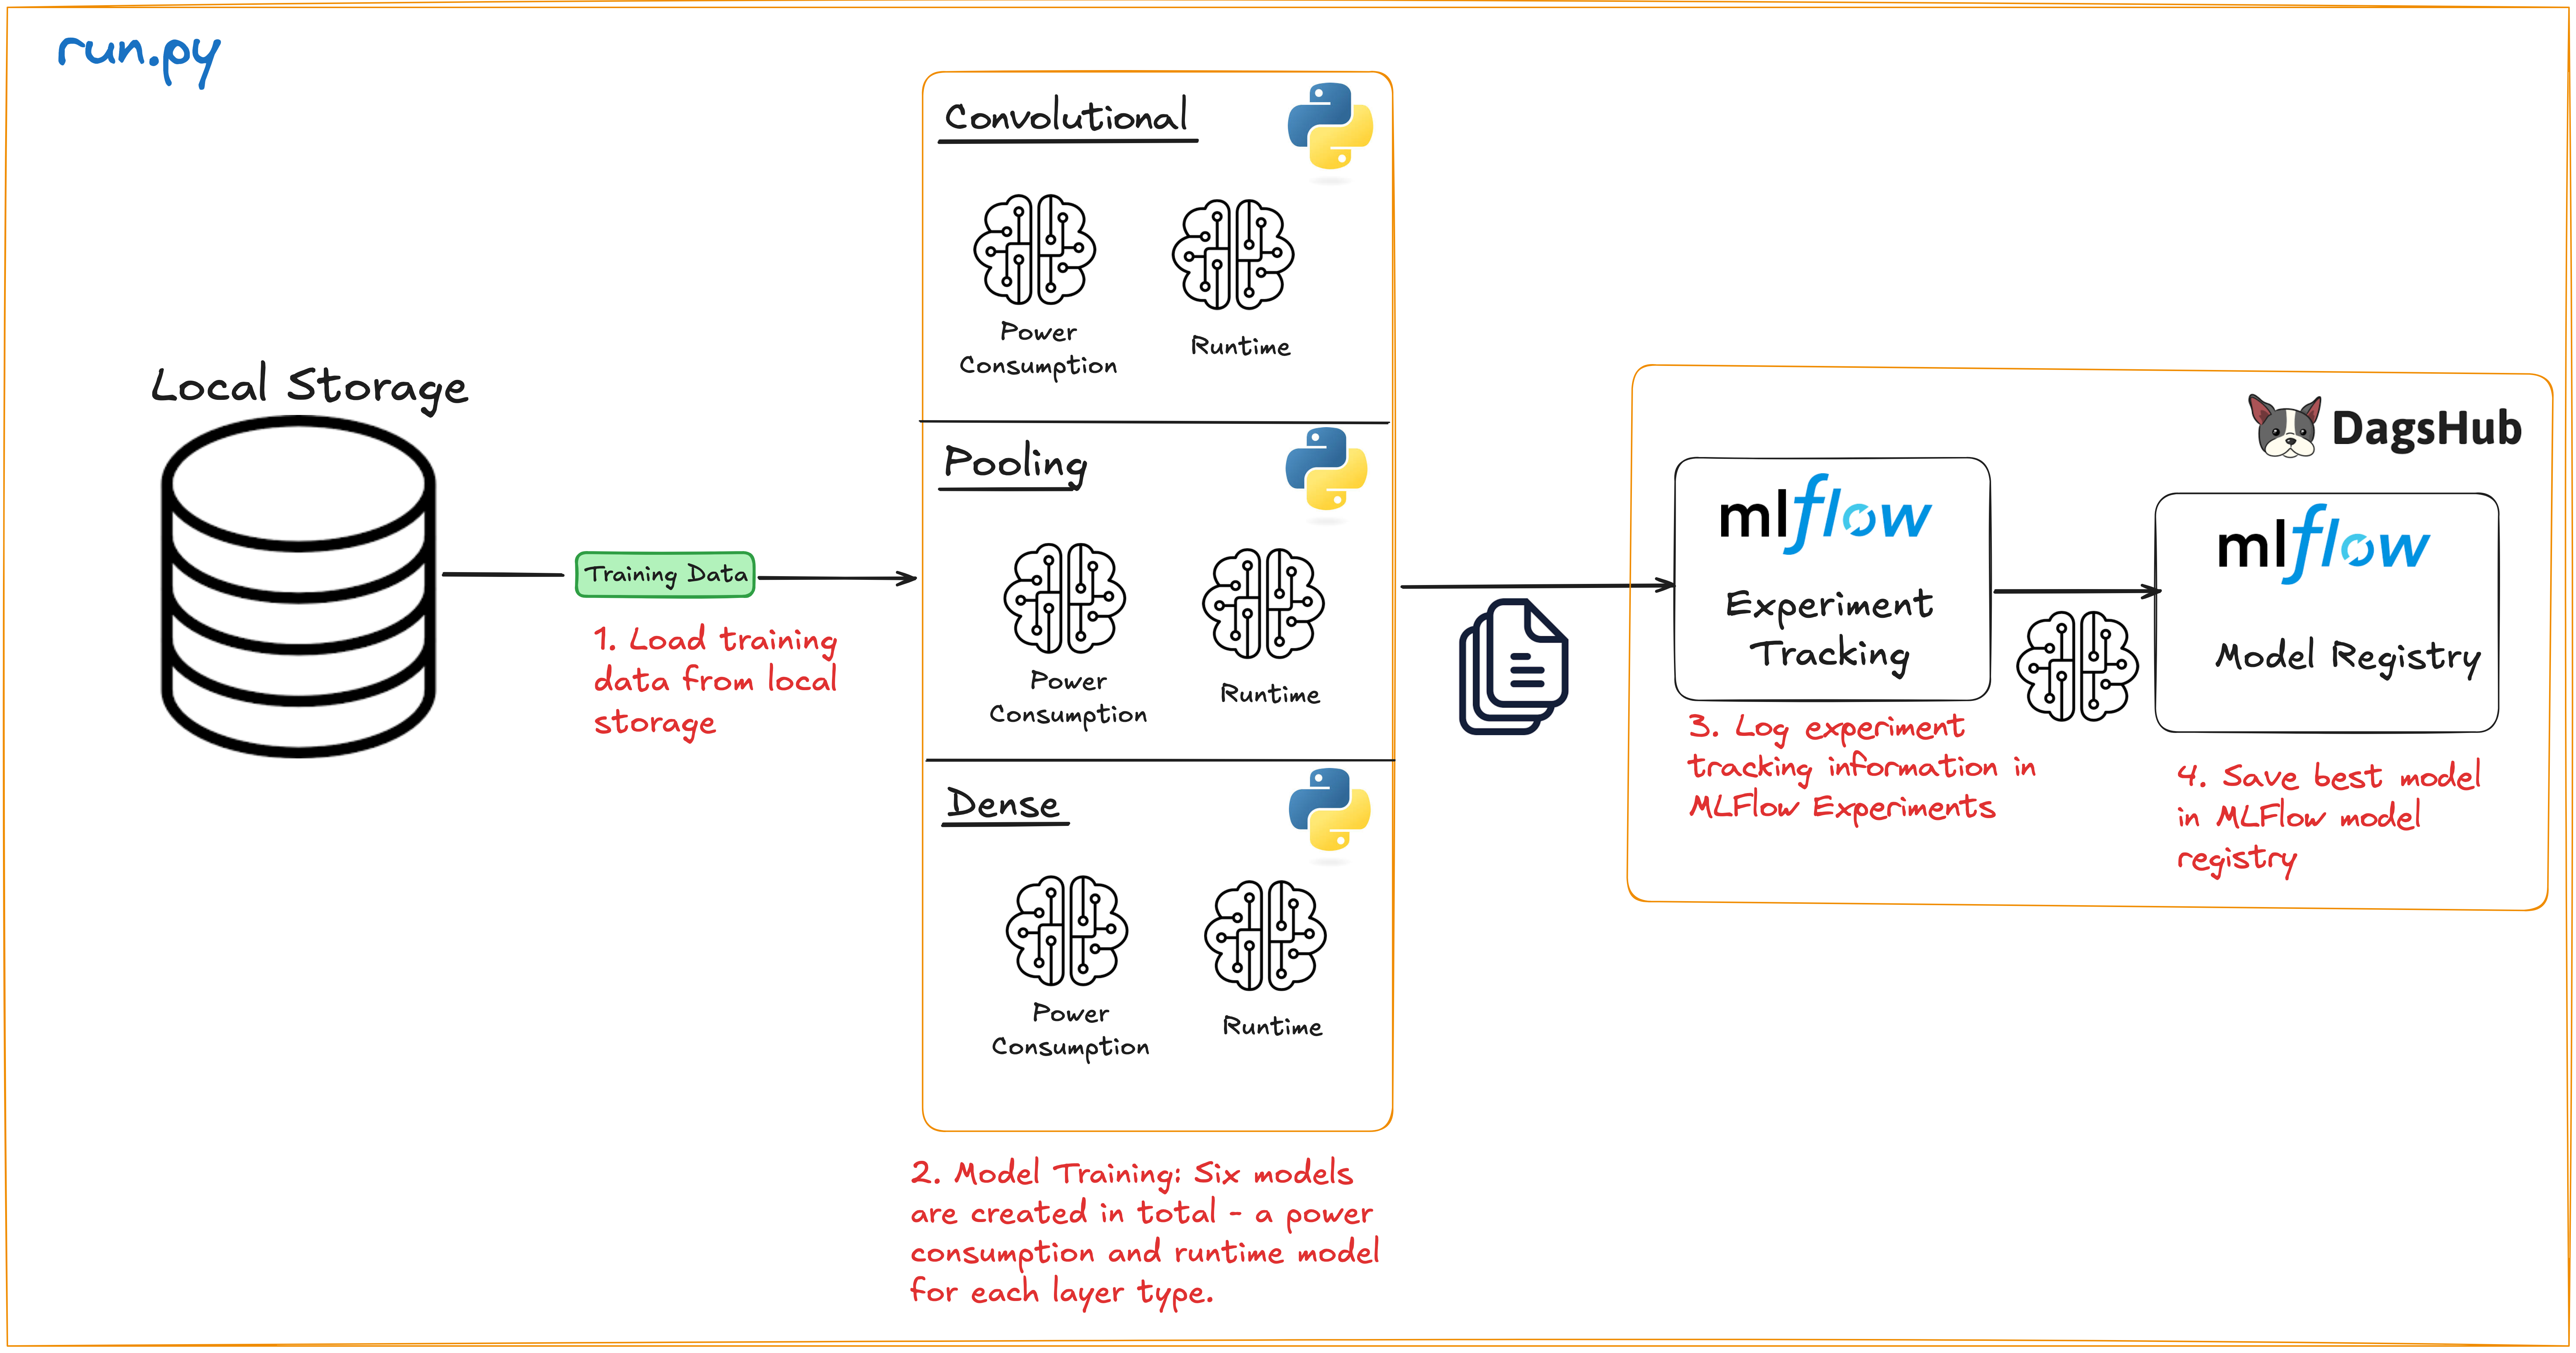 run.py
Local Storage
Training Data
1. Load training
data from local
storage
Convolutional
Power
Consumption
Runtime
Pooling
Power
Consumption
Runtime
Dense
Power
Consumption
Runtime
2. Model Training: Six models
are created in total - a power
consumption and runtime model
for each layer type.
DagsHub
mlflow
Experiment
Tracking
3. Log experiment
tracking information in
MLFlow Experiments
mlflow
Model Registry
4. Save best model
in MLFlow model
registry